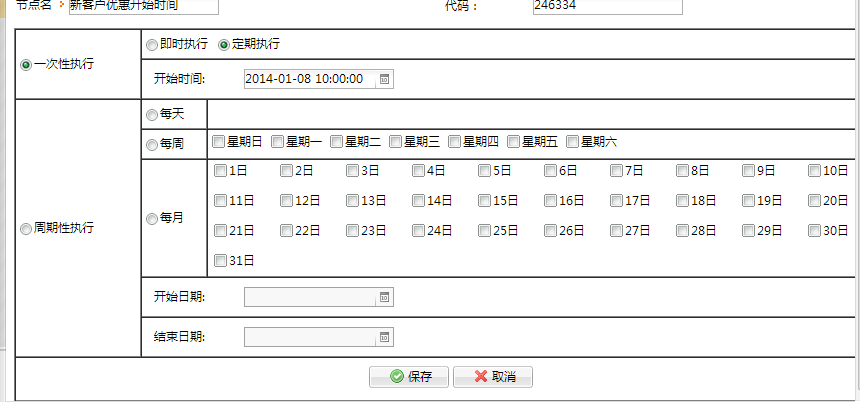 节点名 新客户优惠开始时间 代码： 246334
即时执行 定期执行
一次性执行
开始时间: 2014-01-08 10:00:00
每天
每周 星期日 星期一 星期二 星期三 星期四 星期五 星期六
1日 2日 3日 4日 5日 6日 7日 8日 9日 10日
11日 12日 13日 14日 15日 16日 17日 18日 19日 20日
每月
周期性执行
21日 22日 23日 24日 25日 26日 27日 28日 29日 30日
31日
开始日期:
结束日期:
保存 取消